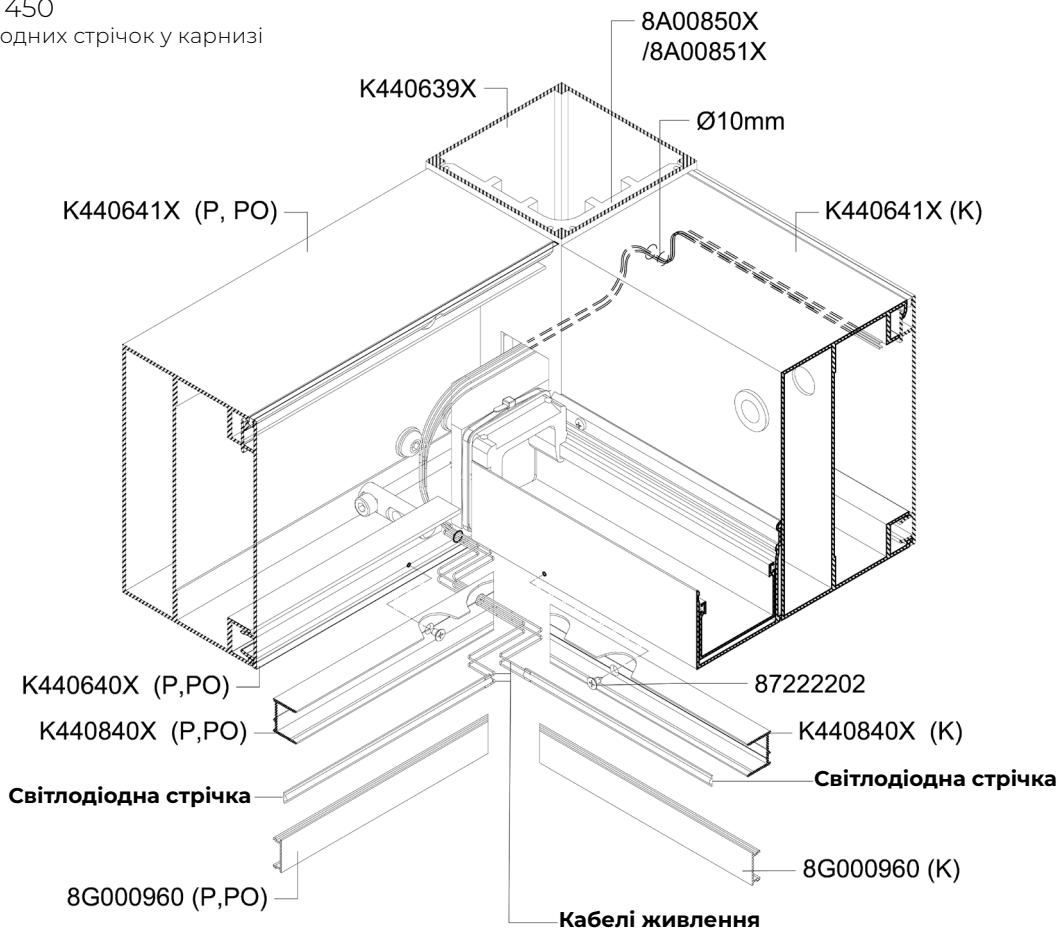 450
одних стрічок у карнизі
8A00850X
/8A00851X
K440639X
Ø10mm
K440641X (P, PO)
K440641X (K)
K440640X (P,PO)
87222202
K440840X (P,PO)
K440840X (K)
Світлодіодна стрічка
Світлодіодна стрічка
8G000960 (P,PO)
8G000960 (K)
Кабелі живлення